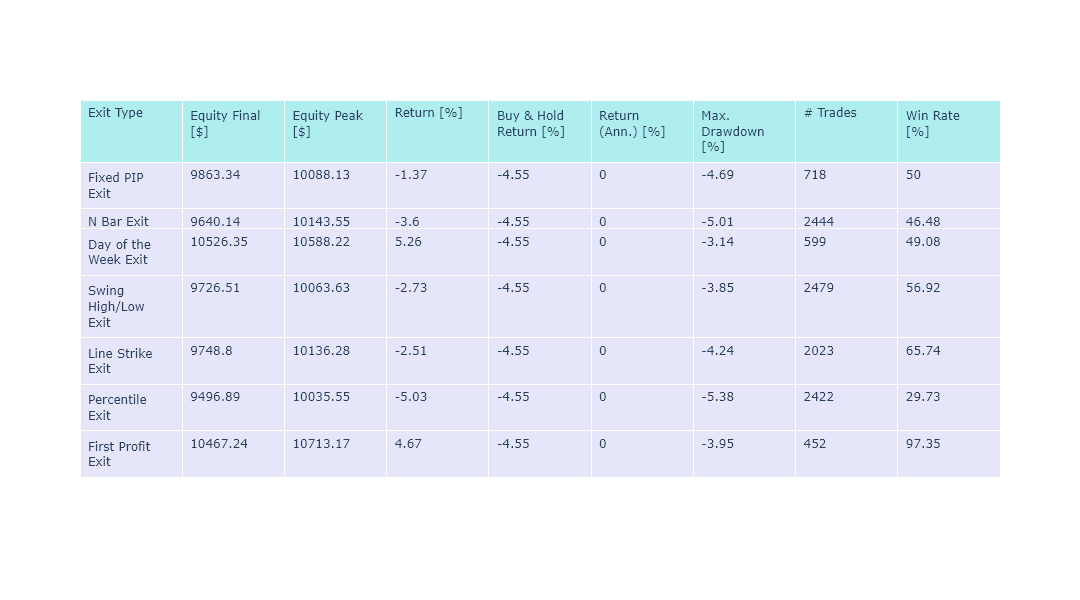 Exit Type Equity Final [$] Equity Peak [$] Return [%] Buy & Hold Return [%] Return (Ann.) [%] Max. Drawdown [%] # Trades Win Rate [%]
Fixed PIP Exit 9863.34 10088.13 -1.37 -4.55 0 -4.69 718 50
N Bar Exit 9640.14 10143.55 -3.6 -4.55 0 -5.01 2444 46.48
Day of the Week Exit 10526.35 10588.22 5.26 -4.55 0 -3.14 599 49.08
Swing High/Low Exit 9726.51 10063.63 -2.73 -4.55 0 -3.85 2479 56.92
Line Strike Exit 9748.8 10136.28 -2.51 -4.55 0 -4.24 2023 65.74
Percentile Exit 9496.89 10035.55 -5.03 -4.55 0 -5.38 2422 29.73
First Profit Exit 10467.24 10713.17 4.67 -4.55 0 -3.95 452 97.35